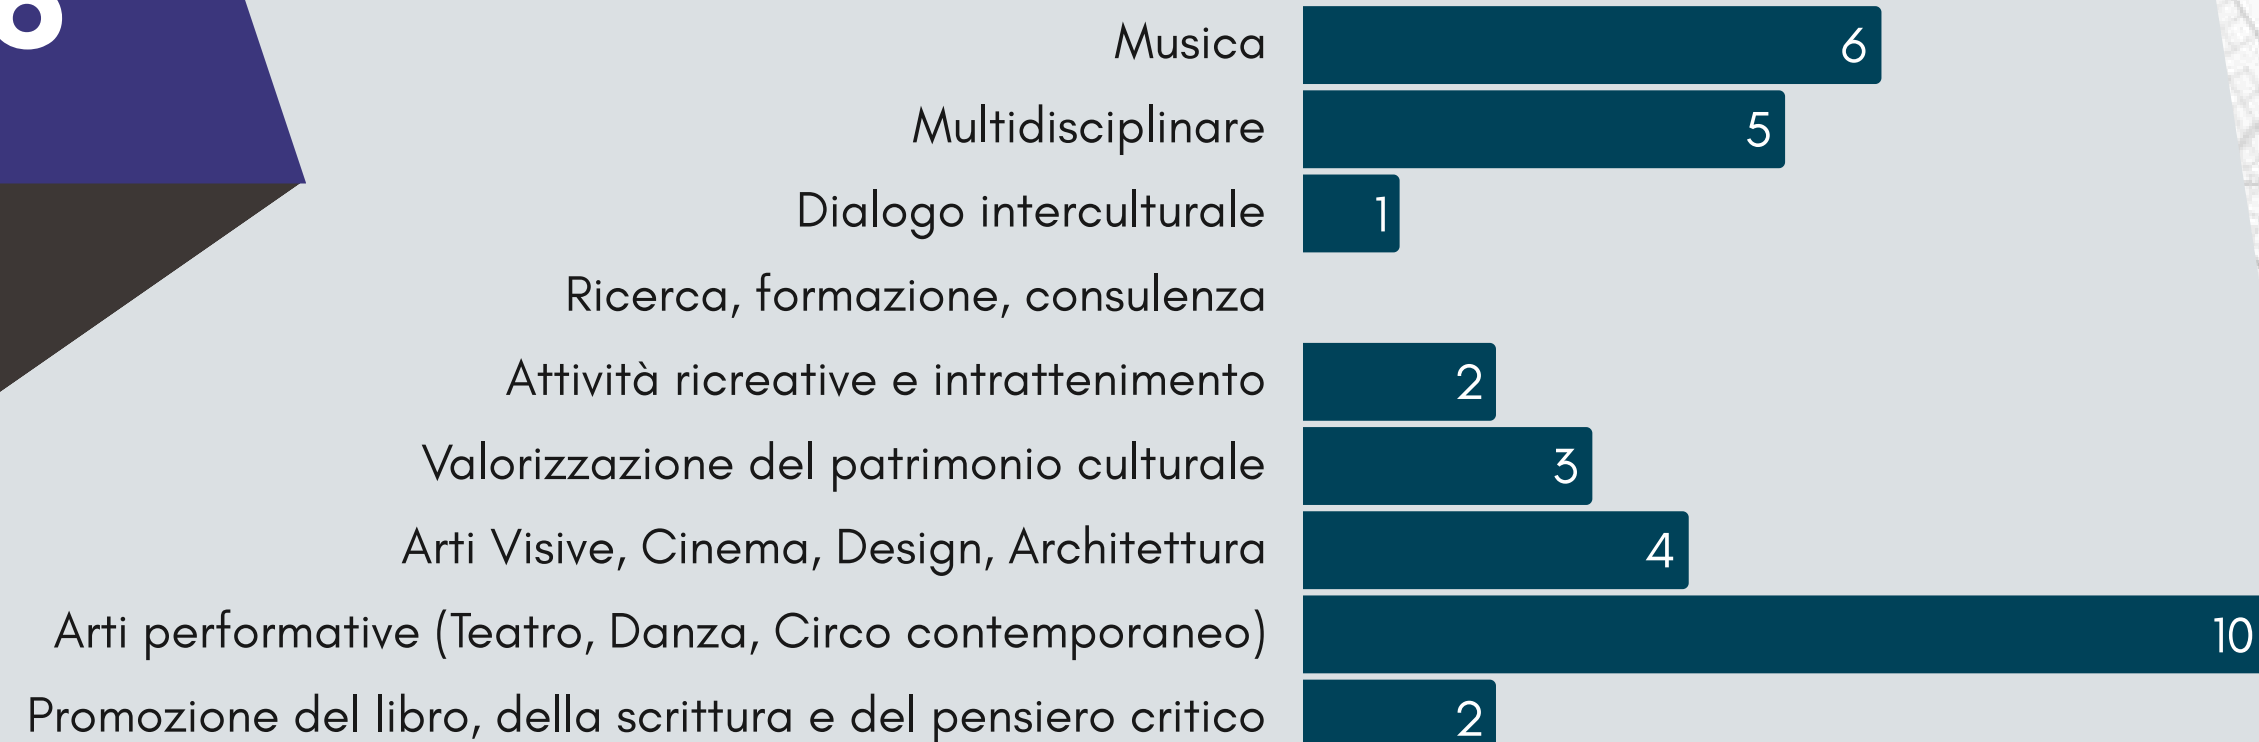 Musica 6
Multidisciplinare 5
Dialogo interculturale 1
Ricerca, formazione, consulenza
Attività ricreative e intrattenimento 2
Valorizzazione del patrimonio culturale 3
Arti Visive, Cinema, Design, Architettura 4
Arti performative (Teatro, Danza, Circo contemporaneo) 10
Promozione del libro, della scrittura e del pensiero critico 2